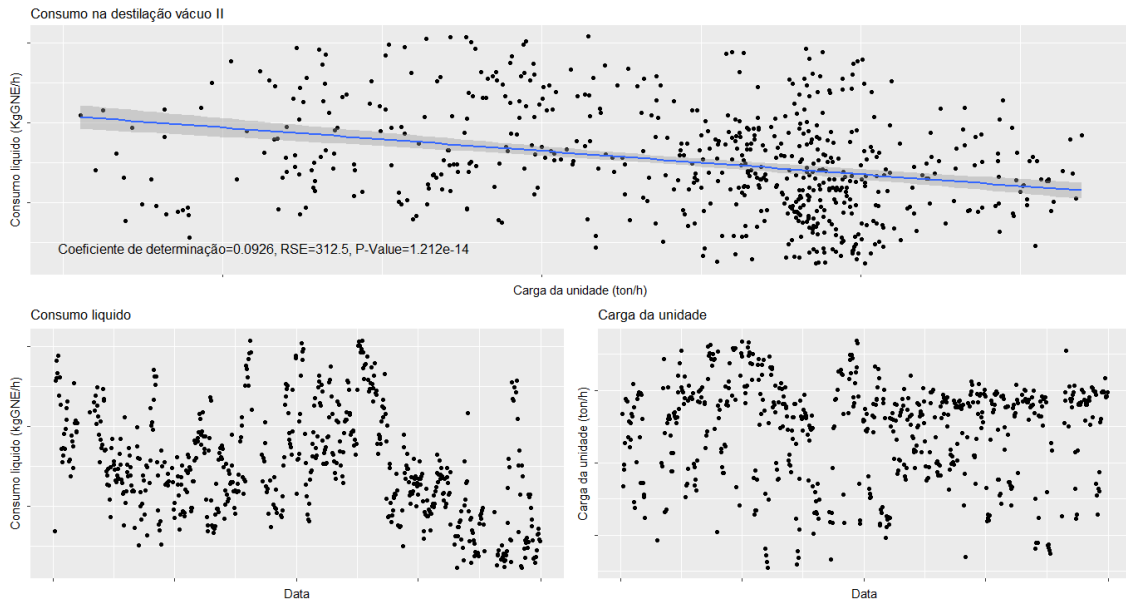 Consumo na destilação vácuo II
Consumo liquido (KgGNE/h)
Coeficiente de determinação=0.0926, RSE=312.5, P-Value=1.212e-14
Carga da unidade (ton/h)
Consumo liquido
Consumo liquido (kgGNE/h)
Data
Carga da unidade
Carga da unidade (ton/h)
Data